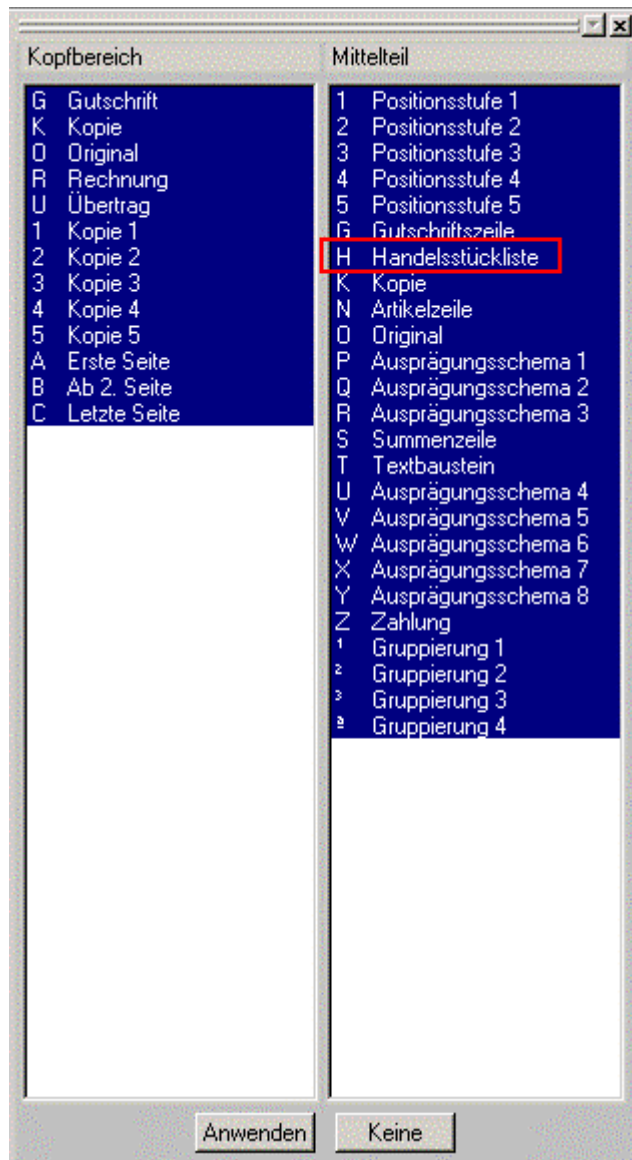 Kopfbereich
G Gutschrift
K Kopie
O Original
R Rechnung
U Übertrag
1 Kopie 1
2 Kopie 2
3 Kopie 3
4 Kopie 4
5 Kopie 5
A Erste Seite
B Ab 2. Seite
C Letzte Seite
Mittelteil
1 Positionsstufe 1
2 Positionsstufe 2
3 Positionsstufe 3
4 Positionsstufe 4
5 Positionsstufe 5
G Gutschriftszeile
H Handelsstückliste
K Kopie
N Artikelzeile
O Original
P Ausprägungsschema 1
Q Ausprägungsschema 2
R Ausprägungsschema 3
S Summenzeile
T Textbaustein
U Ausprägungsschema 4
V Ausprägungsschema 5
W Ausprägungsschema 6
X Ausprägungsschema 7
Y Ausprägungsschema 8
Z Zahlung
¹ Gruppierung 1
² Gruppierung 2
³ Gruppierung 3
ª Gruppierung 4
Anwenden
Keine